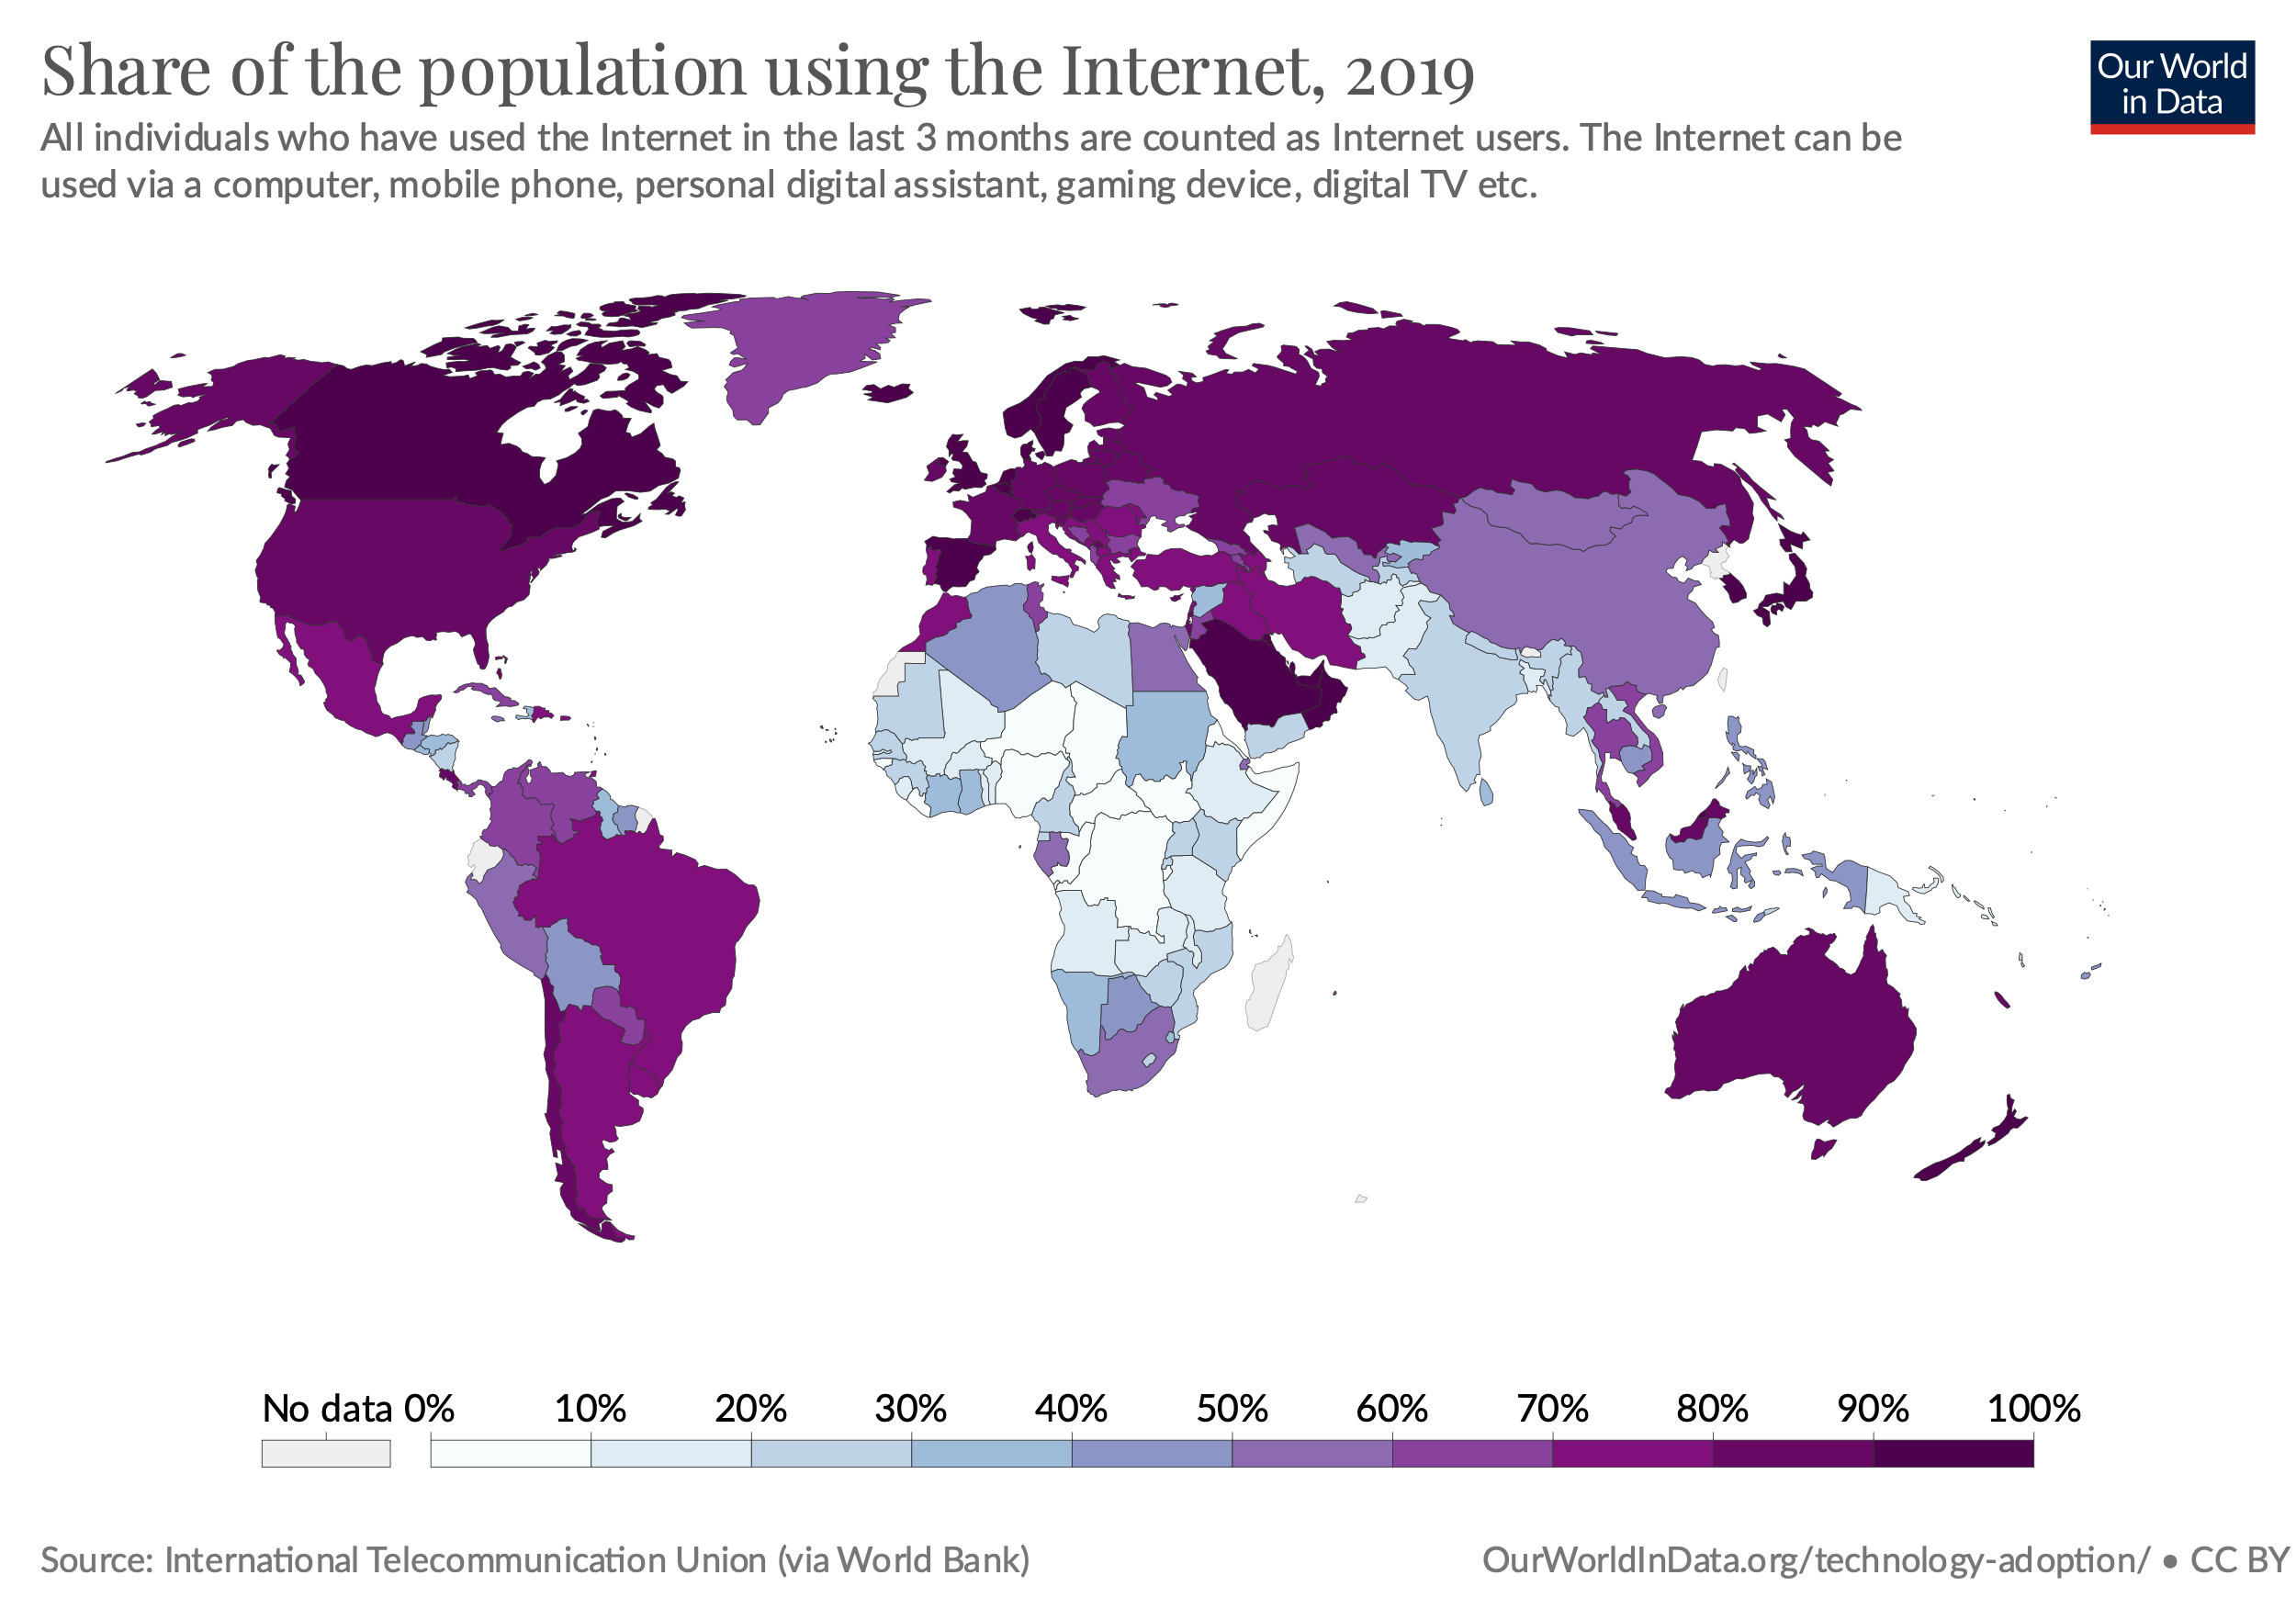 Share of the population using the Internet, 2019
Our World
in Data
All individuals who have used the Internet in the last 3 months are counted as Internet users. The Internet can be
used via a computer, mobile phone, personal digital assistant, gaming device, digital TV etc.
No data 0% 10% 20% 30% 40% 50% 60% 70% 80% 90% 100%
Source: International Telecommunication Union (via World Bank)
OurWorldInData.org/technology-adoption/ • CC BY